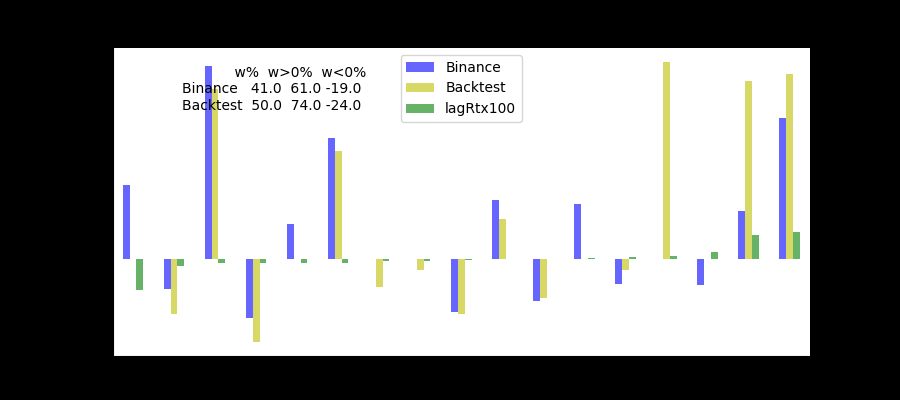 w%  w>0%  w<0%
Binance   41.0  61.0 -19.0
Backtest  50.0  74.0 -24.0
Binance
Backtest
lagRtx100